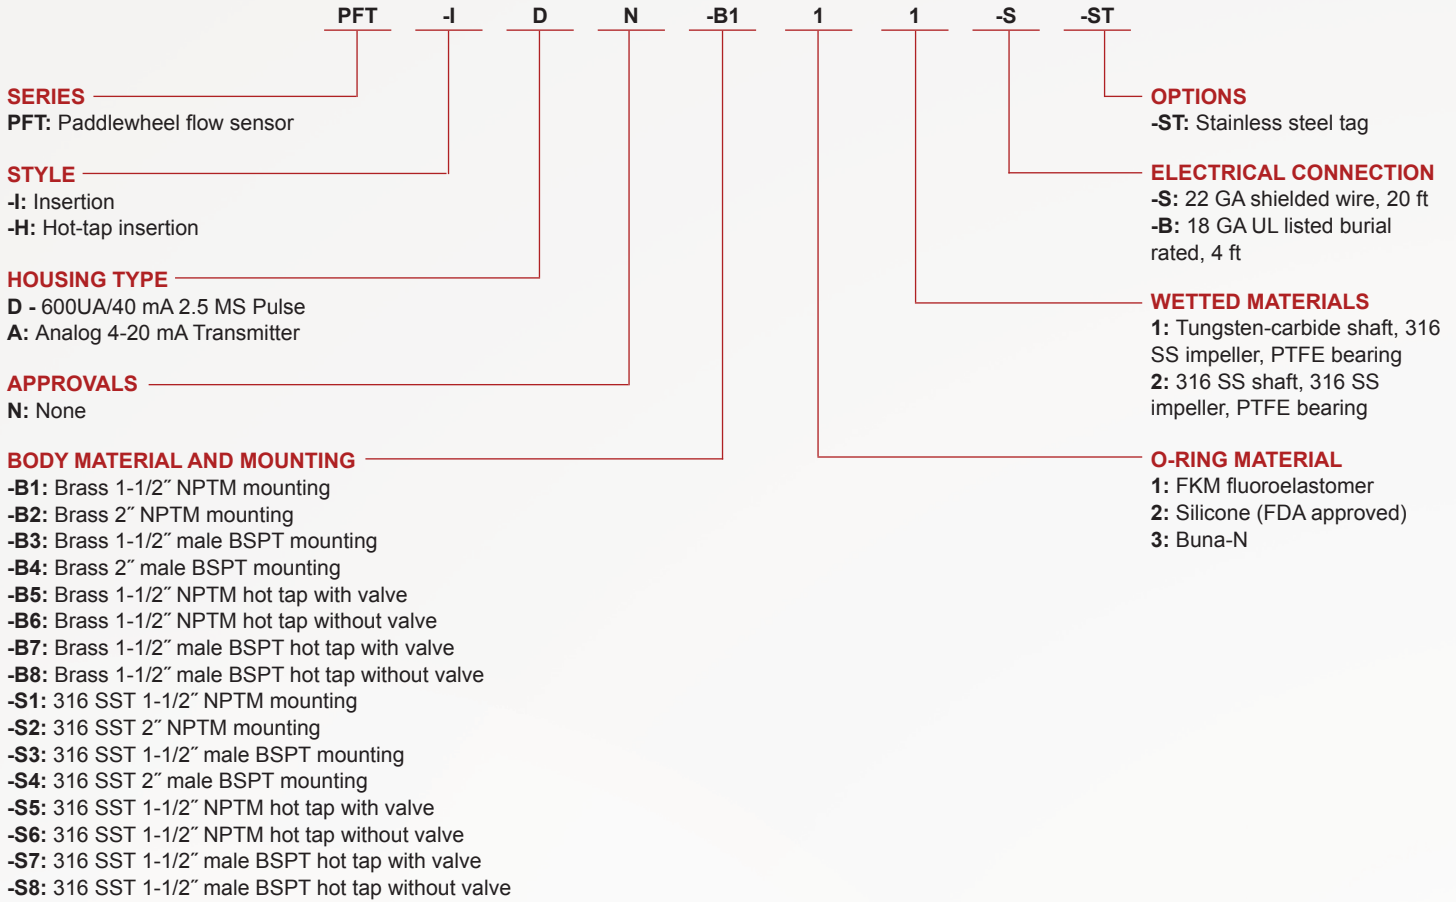 PFT -I D N -B1 1 1 -S -ST
SERIES
PFT: Paddlewheel flow sensor
STYLE
-I: Insertion
-H: Hot-tap insertion
HOUSING TYPE
D - 600UA/40 mA 2.5 MS Pulse
A: Analog 4-20 mA Transmitter
APPROVALS
N: None
BODY MATERIAL AND MOUNTING
-B1: Brass 1-1/2˝ NPTM mounting
-B2: Brass 2˝ NPTM mounting
-B3: Brass 1-1/2˝ male BSPT mounting
-B4: Brass 2˝ male BSPT mounting
-B5: Brass 1-1/2˝ NPTM hot tap with valve
-B6: Brass 1-1/2˝ NPTM hot tap without valve
-B7: Brass 1-1/2˝ male BSPT hot tap with valve
-B8: Brass 1-1/2˝ male BSPT hot tap without valve
-S1: 316 SST 1-1/2˝ NPTM mounting
-S2: 316 SST 2˝ NPTM mounting
-S3: 316 SST 1-1/2˝ male BSPT mounting
-S4: 316 SST 2˝ male BSPT mounting
-S5: 316 SST 1-1/2˝ NPTM hot tap with valve
-S6: 316 SST 1-1/2˝ NPTM hot tap without valve
-S7: 316 SST 1-1/2˝ male BSPT hot tap with valve
-S8: 316 SST 1-1/2˝ male BSPT hot tap without valve
OPTIONS
-ST: Stainless steel tag
ELECTRICAL CONNECTION
-S: 22 GA shielded wire, 20 ft
-B: 18 GA UL listed burial
rated, 4 ft
WETTED MATERIALS
1: Tungsten-carbide shaft, 316
SS impeller, PTFE bearing
2: 316 SS shaft, 316 SS
impeller, PTFE bearing
O-RING MATERIAL
1: FKM fluoroelastomer
2: Silicone (FDA approved)
3: Buna-N